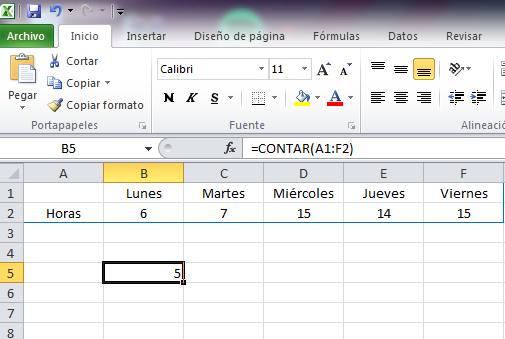 Archivo Inicio Insertar Diseño de página Fórmulas Datos Revisar
Pegar
Cortar
Copiar
Copiar formato
Portapapeles
Calibri 11 A A
N K S A
Fuente
Alineació
B5 fx =CONTAR(A1:F2)
A B C D E F
1 Lunes Martes Miércoles Jueves Viernes
2 Horas 6 7 15 14 15
3
4
5 5
6
7
8